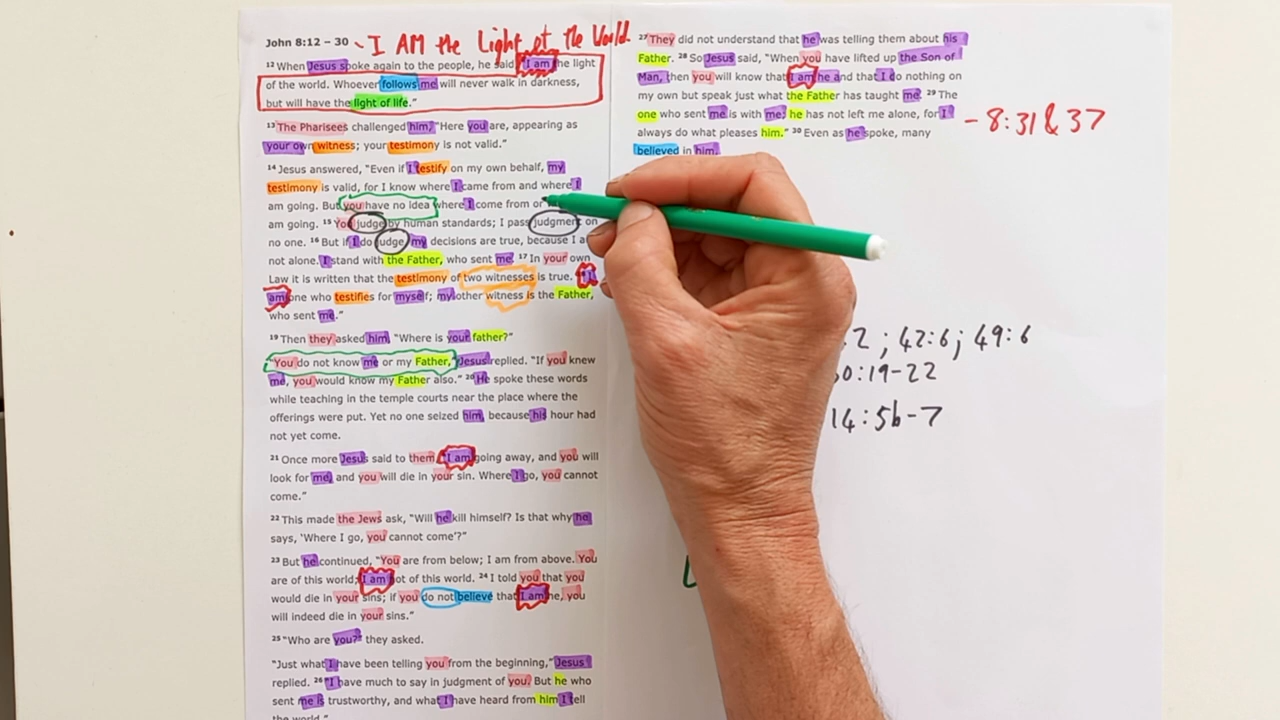 John 8:12 – 30 - I AM the Light of the World.
12 When Jesus spoke again to the people, he said, "I am the light
of the world. Whoever follows me will never walk in darkness,
but will have the light of life."
13 The Pharisees challenged him, "Here you are, appearing as
your own witness; your testimony is not valid."
14 Jesus answered, "Even if I testify on my own behalf, my
testimony is valid, for I know where I came from and where I
am going. But you have no idea where I come from or
am going. 15 You judge by human standards; I pass judgment on
no one. 16 But if I do judge, my decisions are true, because I a
not alone. I stand with the Father, who sent me. 17 In your own
Law it is written that the testimony of two witnesses is true. 18 I
am one who testifies for myself; my other witness is the Father,
who sent me."
19 Then they asked him, "Where is your father?"
"You do not know me or my Father," Jesus replied. "If you knew
me, you would know my Father also." 20 He spoke these words
while teaching in the temple courts near the place where the
offerings were put. Yet no one seized him, because his hour had
not yet come.
21 Once more Jesus said to them, "I am going away, and you will
look for me, and you will die in your sin. Where I go, you cannot
come."
22 This made the Jews ask, "Will he kill himself? Is that why he
says, 'Where I go, you cannot come'?"
23 But he continued, "You are from below; I am from above. You
are of this world; I am not of this world. 24 I told you that you
would die in your sins; if you do not believe that I am he, you
will indeed die in your sins."
25 "Who are you?" they asked.
"Just what I have been telling you from the beginning," Jesus
replied. 26 "I have much to say in judgment of you. But he who
sent me is trustworthy, and what I have heard from him I tell
the world."
27 They did not understand that he was telling them about his
Father. 28 So Jesus said, "When you have lifted up the Son of
Man, then you will know that I am he and that I do nothing on
my own but speak just what the Father has taught me. 29 The
one who sent me is with me; he has not left me alone, for I
always do what pleases him." 30 Even as he spoke, many
believed in him.
- 8:31 & 37
:2 ; 42:6; 49:6
0:19-22
14:5b-7